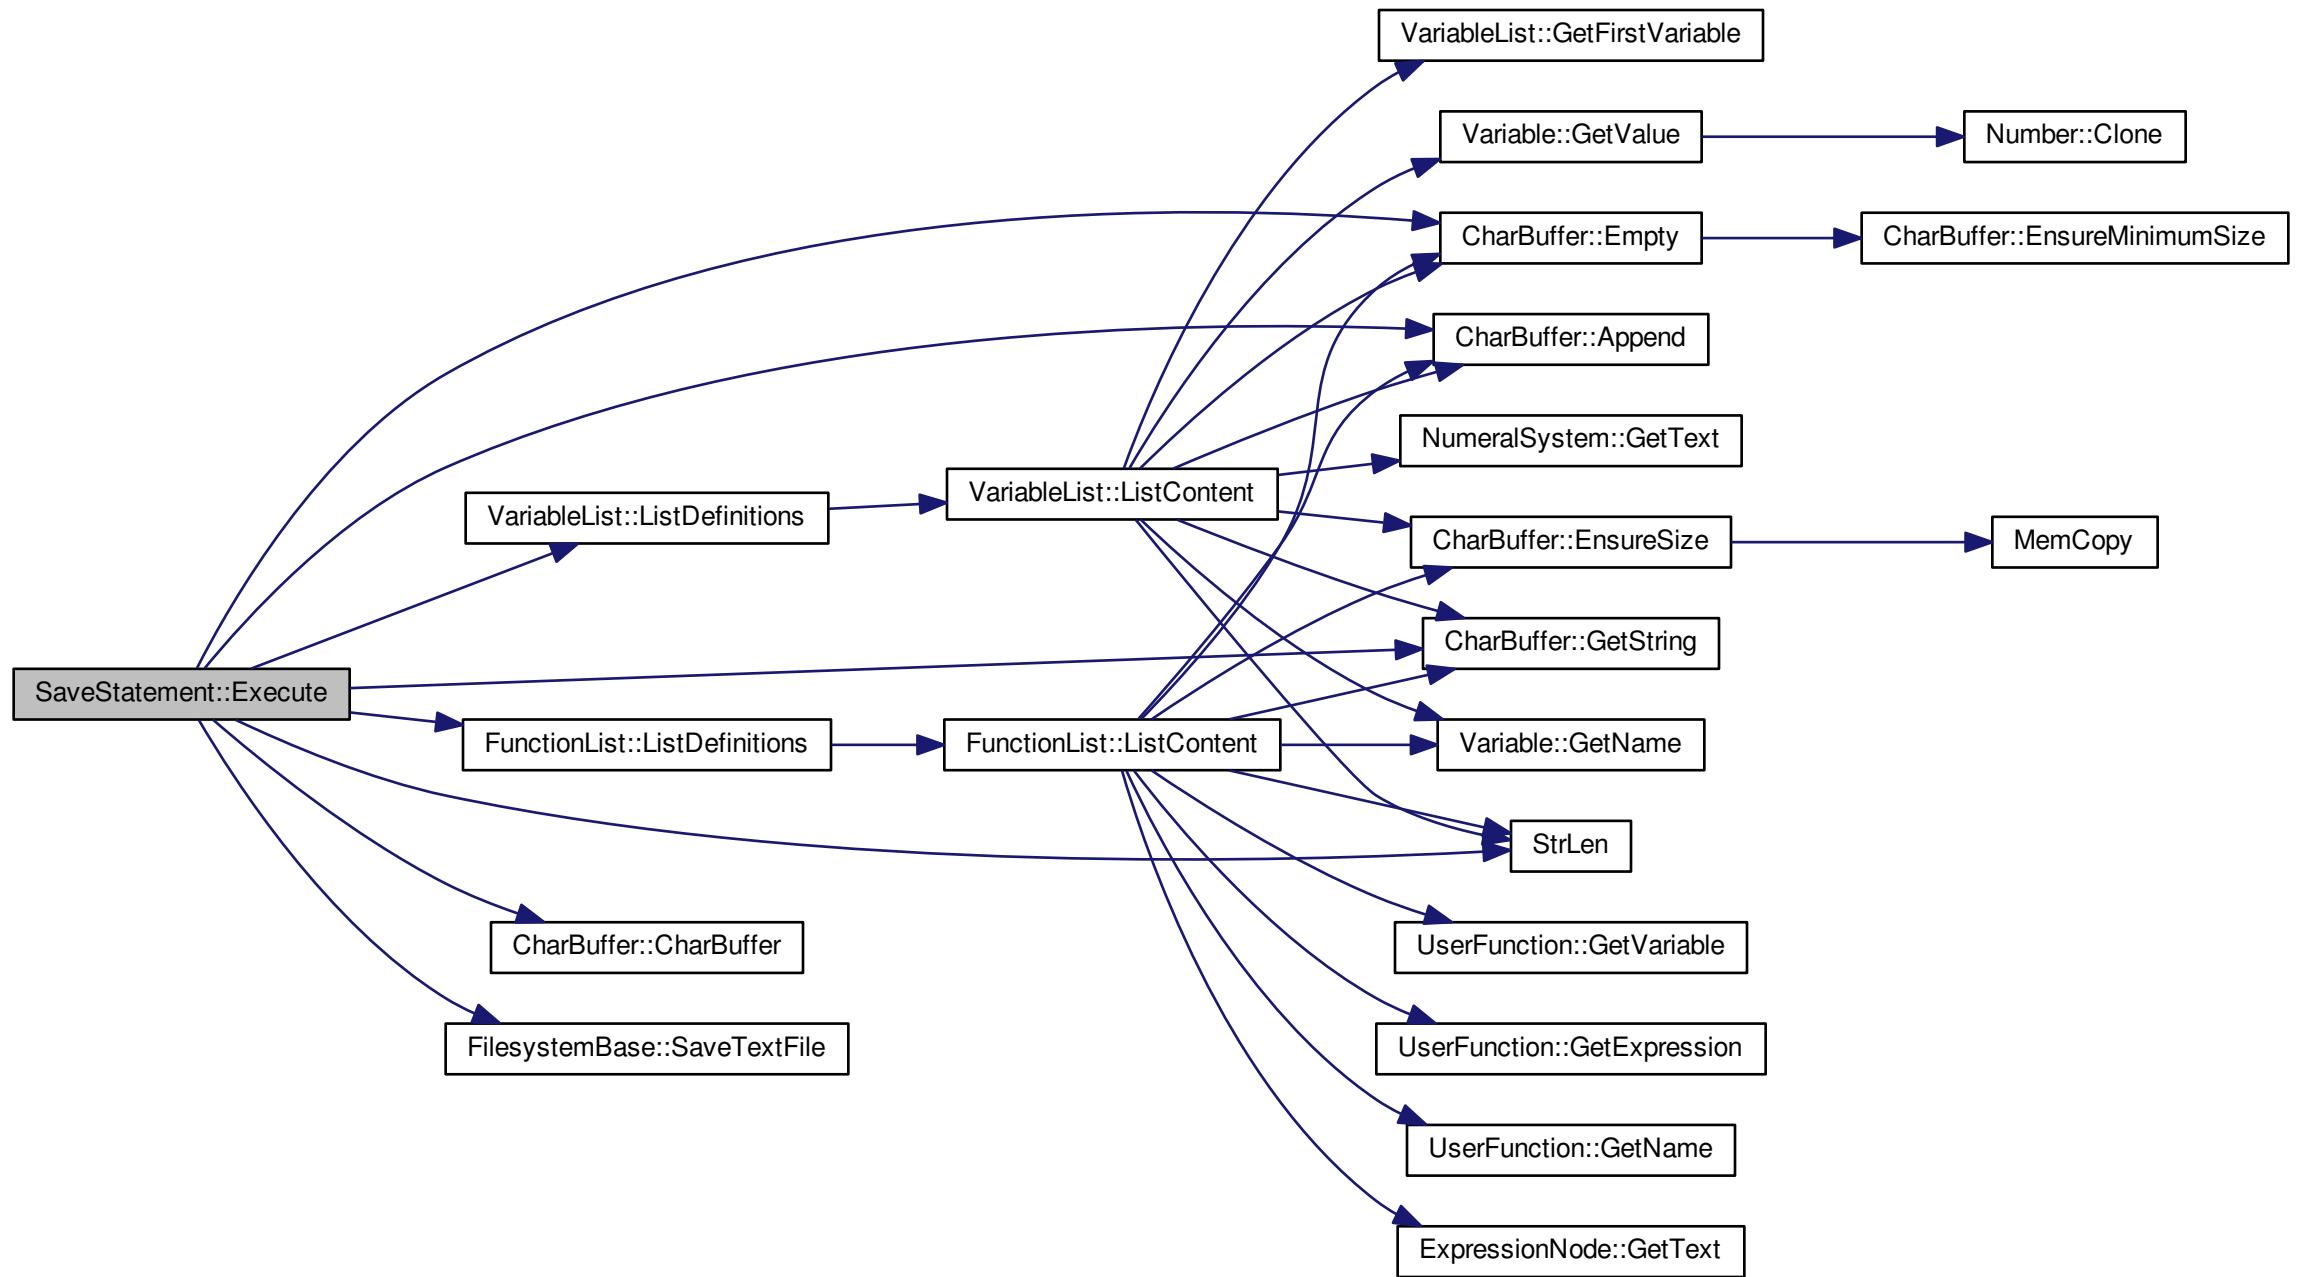 VariableList::GetFirstVariable
Variable::GetValue
Number::Clone
CharBuffer::Empty
CharBuffer::EnsureMinimumSize
CharBuffer::Append
NumeralSystem::GetText
VariableList::ListContent
VariableList::ListDefinitions
CharBuffer::EnsureSize
MemCopy
CharBuffer::GetString
SaveStatement::Execute
FunctionList::ListDefinitions
FunctionList::ListContent
Variable::GetName
StrLen
CharBuffer::CharBuffer
UserFunction::GetVariable
FilesystemBase::SaveTextFile
UserFunction::GetExpression
UserFunction::GetName
ExpressionNode::GetText